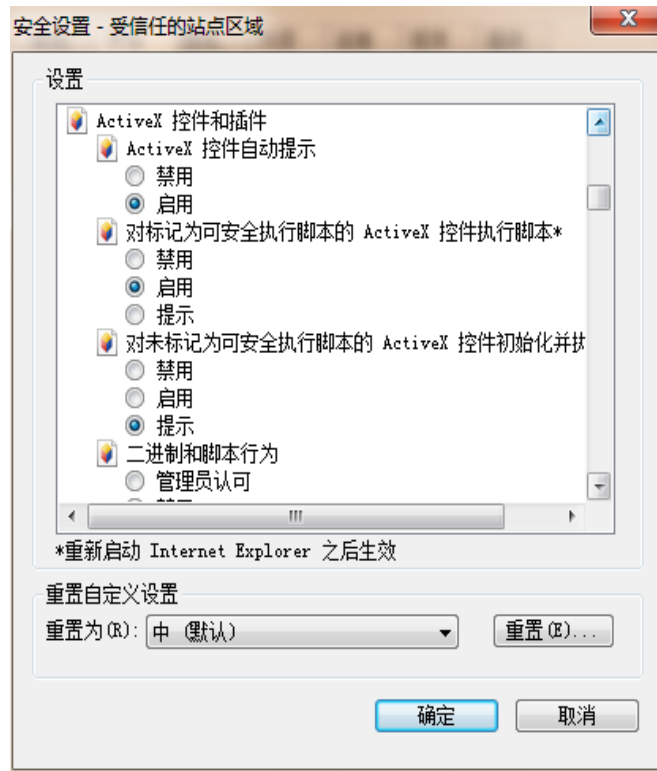 安全设置 - 受信任的站点区域
设置
ActiveX 控件和插件
ActiveX 控件自动提示
禁用
启用
对标记为可安全执行脚本的 ActiveX 控件执行脚本*
禁用
启用
提示
对未标记为可安全执行脚本的 ActiveX 控件初始化并执
禁用
启用
提示
二进制和脚本行为
管理员认可
*重新启动 Internet Explorer 之后生效
重置自定义设置
重置为(R): 中 (默认) 重置(E)...
确定 取消